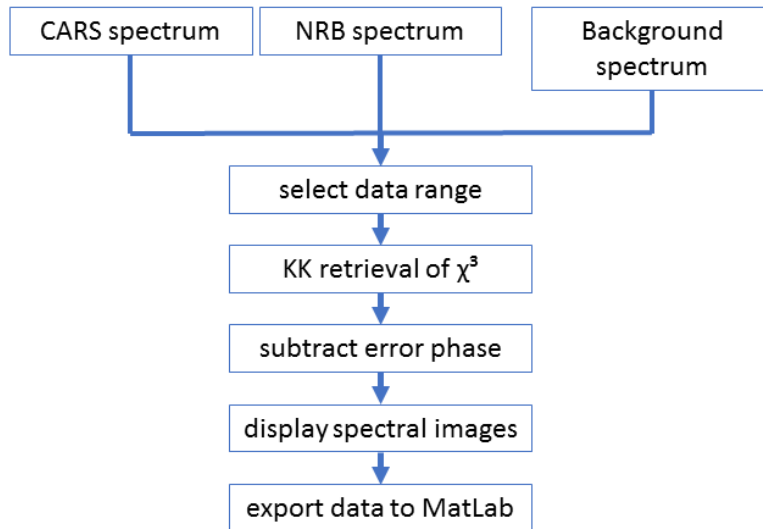 CARS spectrum
NRB spectrum
Background
spectrum
select data range
KK retrieval of χ³
subtract error phase
display spectral images
export data to MatLab